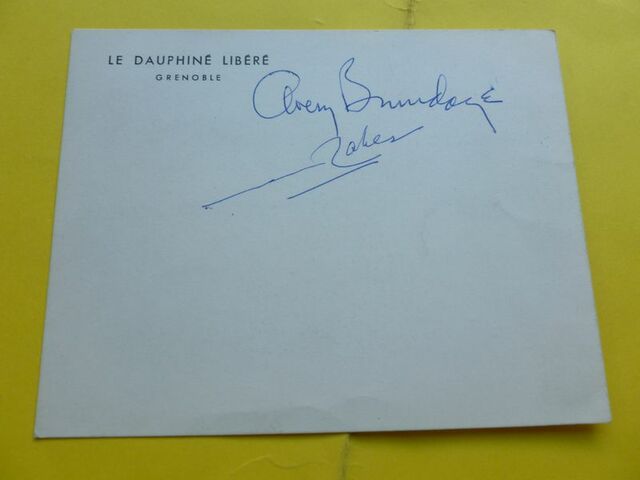 LE DAUPHINÉ LIBÉRÉ
GRENOBLE
Avery Brundage